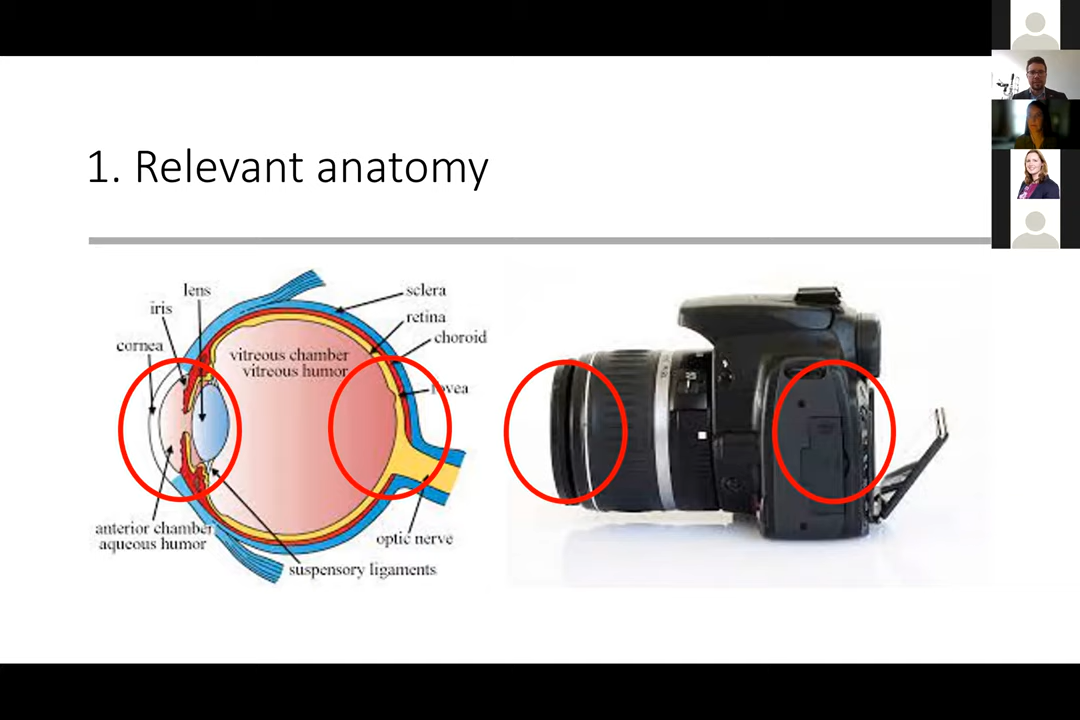 1. Relevant anatomy
lens
sclera
iris
retina
cornea
choroid
vitreous chamber
vitreous humor
fovea
anterior chamber
aqueous humor
optic nerve
suspensory ligaments